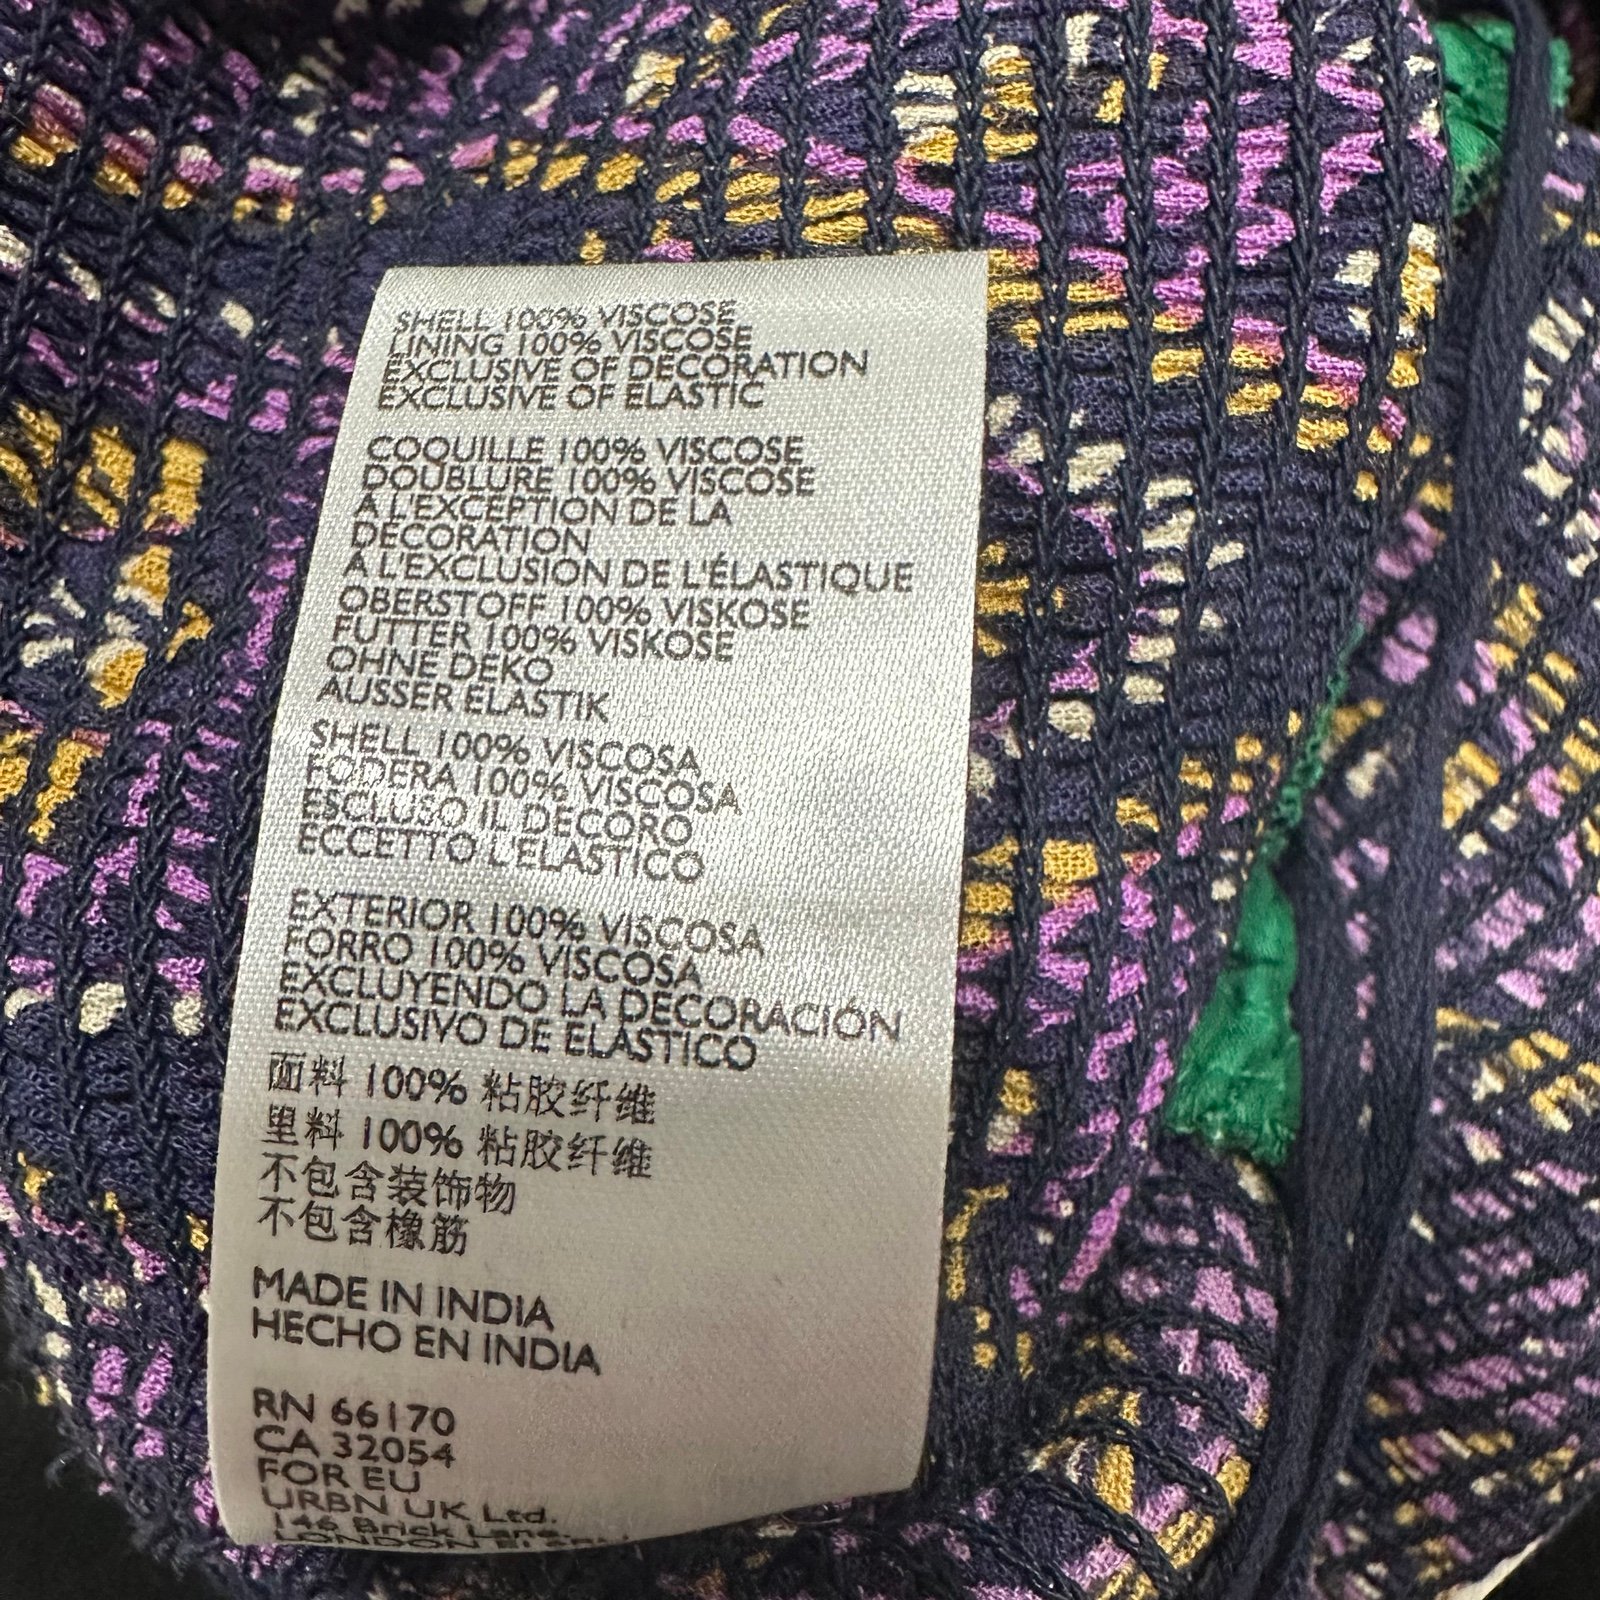 SHELL 100% VISCOSE
LINING 100% VISCOSE
EXCLUSIVE OF DECORATION
EXCLUSIVE OF ELASTIC
COQUILLE 100% VISCOSE
DOUBLURE 100% VISCOSE
À L'EXCEPTION DE LA
DÉCORATION
À L'EXCLUSION DE L'ÉLASTIQUE
OBERSTOFF 100% VISKOSE
FUTTER 100% VISKOSE
OHNE DEKO
AUSSER ELASTIK
SHELL 100% VISCOSA
FODERA 100% VISCOSA
ESCLUSO IL DECORO
ECCETTO L'ELASTICO
EXTERIOR 100% VISCOSA
FORRO 100% VISCOSA
EXCLUYENDO LA DECORACIÓN
EXCLUSIVO DE ELASTICO
面料 100% 粘胶纤维
里料 100% 粘胶纤维
不包含装饰物
不包含橡筋
MADE IN INDIA
HECHO EN INDIA
RN 66170
CA 32054
FOR EU
URBN UK Ltd.
146 Brick Lane,
LONDON